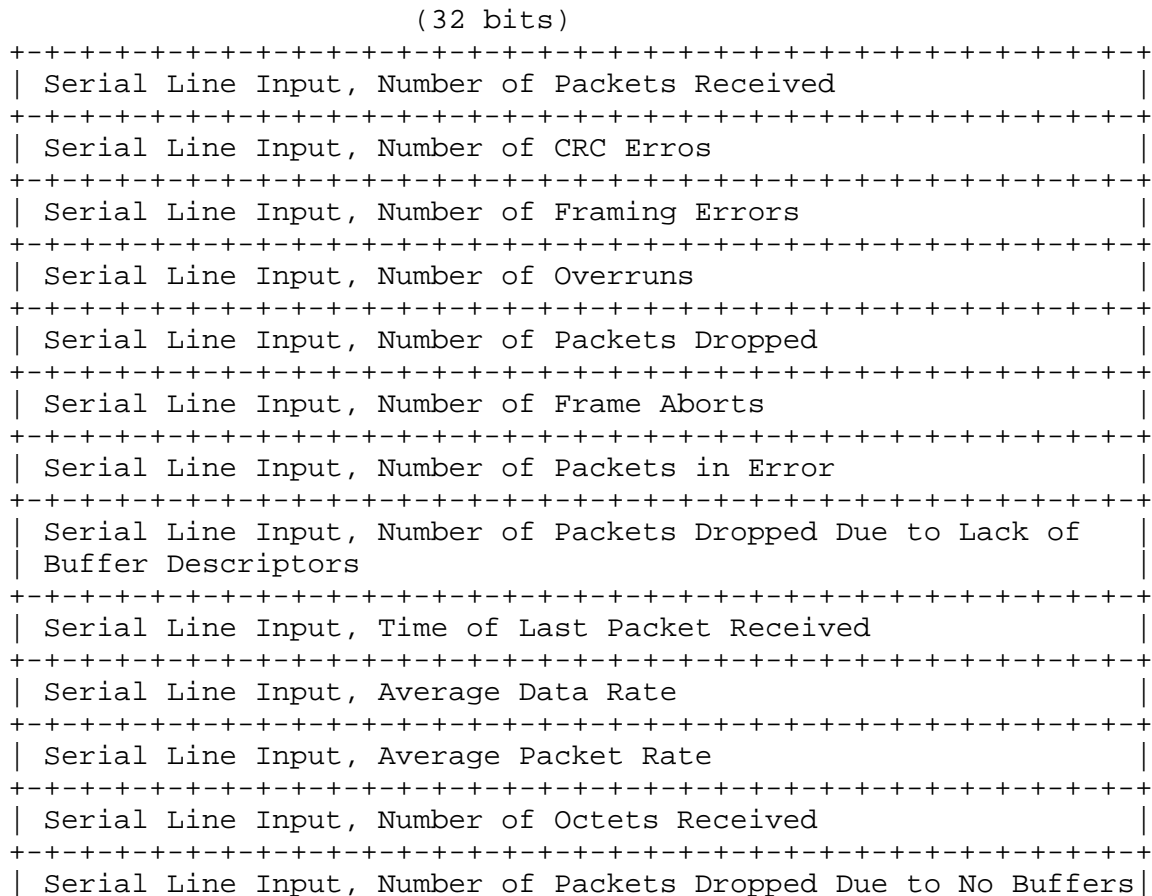 (32 bits)
+-+-+-+-+-+-+-+-+-+-+-+-+-+-+-+-+-+-+-+-+-+-+-+-+-+-+-+-+-+-+-+-+-+
| Serial Line Input, Number of Packets Received                 |
+-+-+-+-+-+-+-+-+-+-+-+-+-+-+-+-+-+-+-+-+-+-+-+-+-+-+-+-+-+-+-+-+-+
| Serial Line Input, Number of CRC Erros                        |
+-+-+-+-+-+-+-+-+-+-+-+-+-+-+-+-+-+-+-+-+-+-+-+-+-+-+-+-+-+-+-+-+-+
| Serial Line Input, Number of Framing Errors                   |
+-+-+-+-+-+-+-+-+-+-+-+-+-+-+-+-+-+-+-+-+-+-+-+-+-+-+-+-+-+-+-+-+-+
| Serial Line Input, Number of Overruns                         |
+-+-+-+-+-+-+-+-+-+-+-+-+-+-+-+-+-+-+-+-+-+-+-+-+-+-+-+-+-+-+-+-+-+
| Serial Line Input, Number of Packets Dropped                  |
+-+-+-+-+-+-+-+-+-+-+-+-+-+-+-+-+-+-+-+-+-+-+-+-+-+-+-+-+-+-+-+-+-+
| Serial Line Input, Number of Frame Aborts                     |
+-+-+-+-+-+-+-+-+-+-+-+-+-+-+-+-+-+-+-+-+-+-+-+-+-+-+-+-+-+-+-+-+-+
| Serial Line Input, Number of Packets in Error                 |
+-+-+-+-+-+-+-+-+-+-+-+-+-+-+-+-+-+-+-+-+-+-+-+-+-+-+-+-+-+-+-+-+-+
| Serial Line Input, Number of Packets Dropped Due to Lack of   |
| Buffer Descriptors                                            |
+-+-+-+-+-+-+-+-+-+-+-+-+-+-+-+-+-+-+-+-+-+-+-+-+-+-+-+-+-+-+-+-+-+
| Serial Line Input, Time of Last Packet Received               |
+-+-+-+-+-+-+-+-+-+-+-+-+-+-+-+-+-+-+-+-+-+-+-+-+-+-+-+-+-+-+-+-+-+
| Serial Line Input, Average Data Rate                          |
+-+-+-+-+-+-+-+-+-+-+-+-+-+-+-+-+-+-+-+-+-+-+-+-+-+-+-+-+-+-+-+-+-+
| Serial Line Input, Average Packet Rate                        |
+-+-+-+-+-+-+-+-+-+-+-+-+-+-+-+-+-+-+-+-+-+-+-+-+-+-+-+-+-+-+-+-+-+
| Serial Line Input, Number of Octets Received                  |
+-+-+-+-+-+-+-+-+-+-+-+-+-+-+-+-+-+-+-+-+-+-+-+-+-+-+-+-+-+-+-+-+-+
| Serial Line Input, Number of Packets Dropped Due to No Buffers|